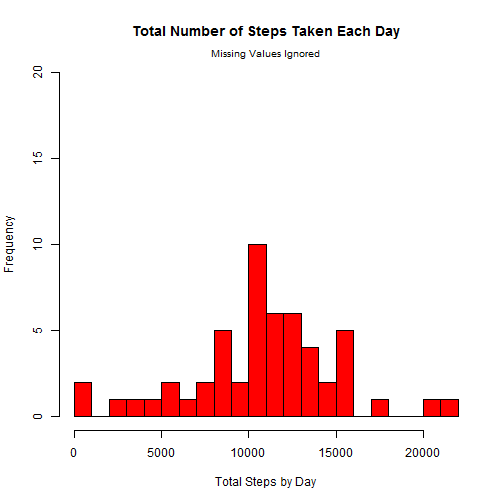 Total Number of Steps Taken Each Day
Missing Values Ignored
Frequency
20
15
10
5
0
0 5000 10000 15000 20000
Total Steps by Day